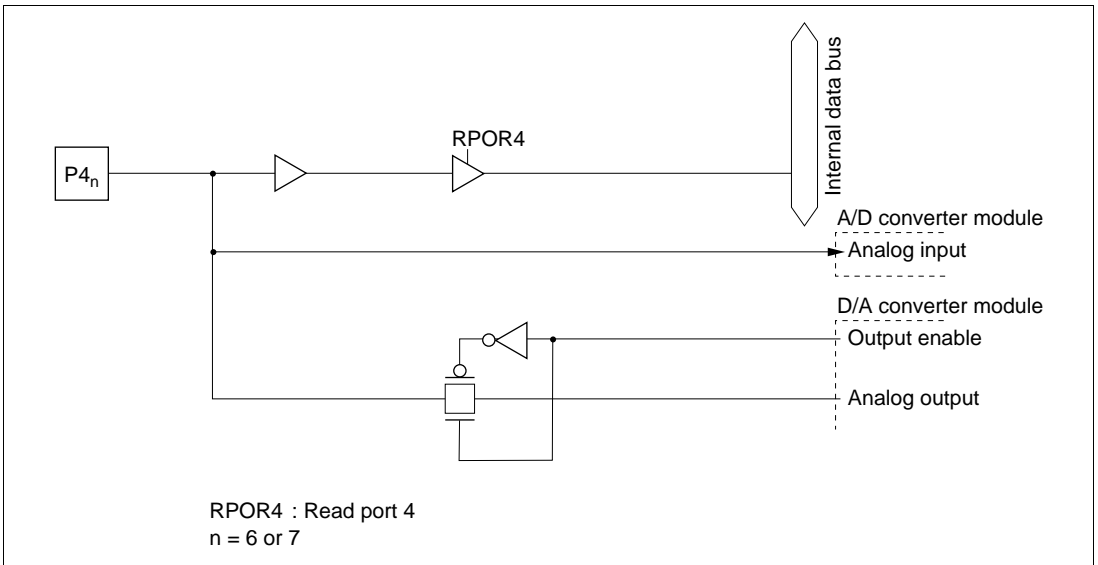 RPOR4
P4n
Internal data bus
A/D converter module
Analog input
D/A converter module
Output enable
Analog output
RPOR4 : Read port 4
n = 6 or 7